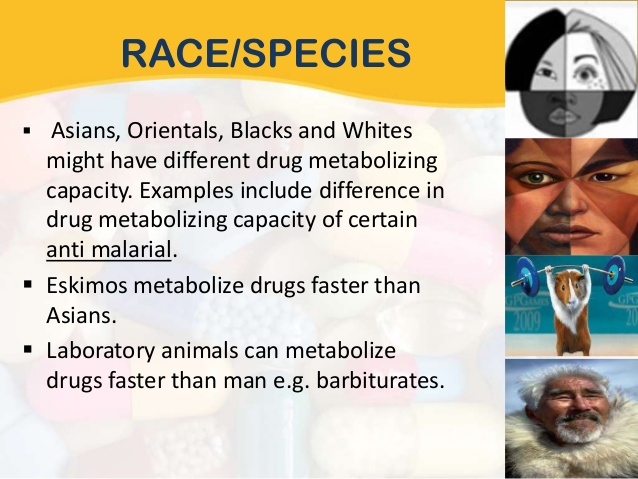 RACE/SPECIES
▪ Asians, Orientals, Blacks and Whites
might have different drug metabolizing
capacity. Examples include difference in
drug metabolizing capacity of certain
anti malarial.
▪ Eskimos metabolize drugs faster than
Asians.
▪ Laboratory animals can metabolize
drugs faster than man e.g. barbiturates.
GPGAMES
2009